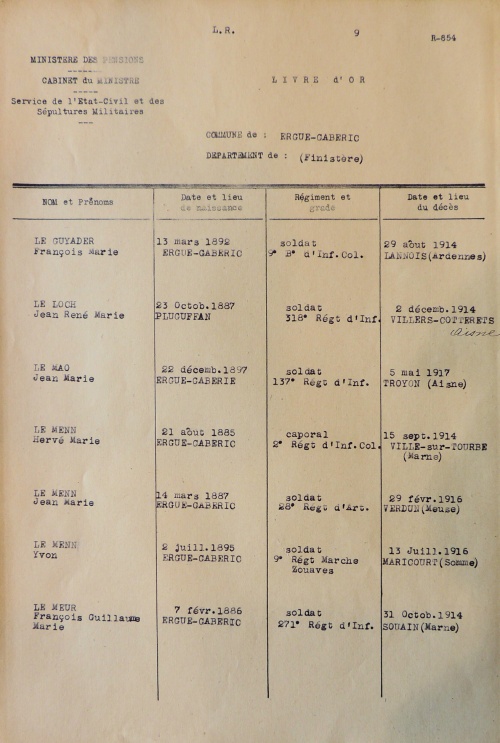 L.R.
9
R-854
MINISTERE DES PENSIONS
CABINET du MINISTRE
Service de l'Etat-Civil et des
Sépultures Militaires
LIVRE d'OR
COMMUNE de : ERGUE-GABERIC
DEPARTEMENT de : (Finistère)
NOM et Prénoms
Date et lieu
de naissance
Régiment et
grade
Date et lieu
du décès
LE GUYADER
François Marie
13 mars 1892
ERGUE-GABERIC
soldat
9° B° d'Inf.Col.
29 août 1914
LANNOIS(Ardennes)
LE LOCH
Jean René Marie
23 Octob.1887
PLUGUFFAN
soldat
318° Régt d'Inf.
2 décemb.1914
VILLERS-COTTERETS
Aisne
LE MAO
Jean Marie
22 décemb.1897
ERGUE-GABERIE
soldat
137° Régt d'Inf.
5 mai 1917
TROYON (Aisne)
LE MENN
Hervé Marie
21 août 1885
ERGUE-GABERIC
caporal
2° Régt d'Inf.Col.
15 sept.1914
VILLE-sur-TOURBE
(Marne)
LE MENN
Jean Marie
14 mars 1887
ERGUE-GABERIC
soldat
28° Régt d'Art.
29 févr.1916
VERDUN(Meuse)
LE MENN
Yvon
2 juill.1895
ERGUE-GABERIC
soldat
9° Régt Marche
Zouaves
13 Juill.1916
MARICOURT(Somme)
LE MEUR
François Guillaume
Marie
7 févr.1886
ERGUE-GABERIC
soldat
271° Régt d'Inf.
31 Octob.1914
SOUAIN(Marne)